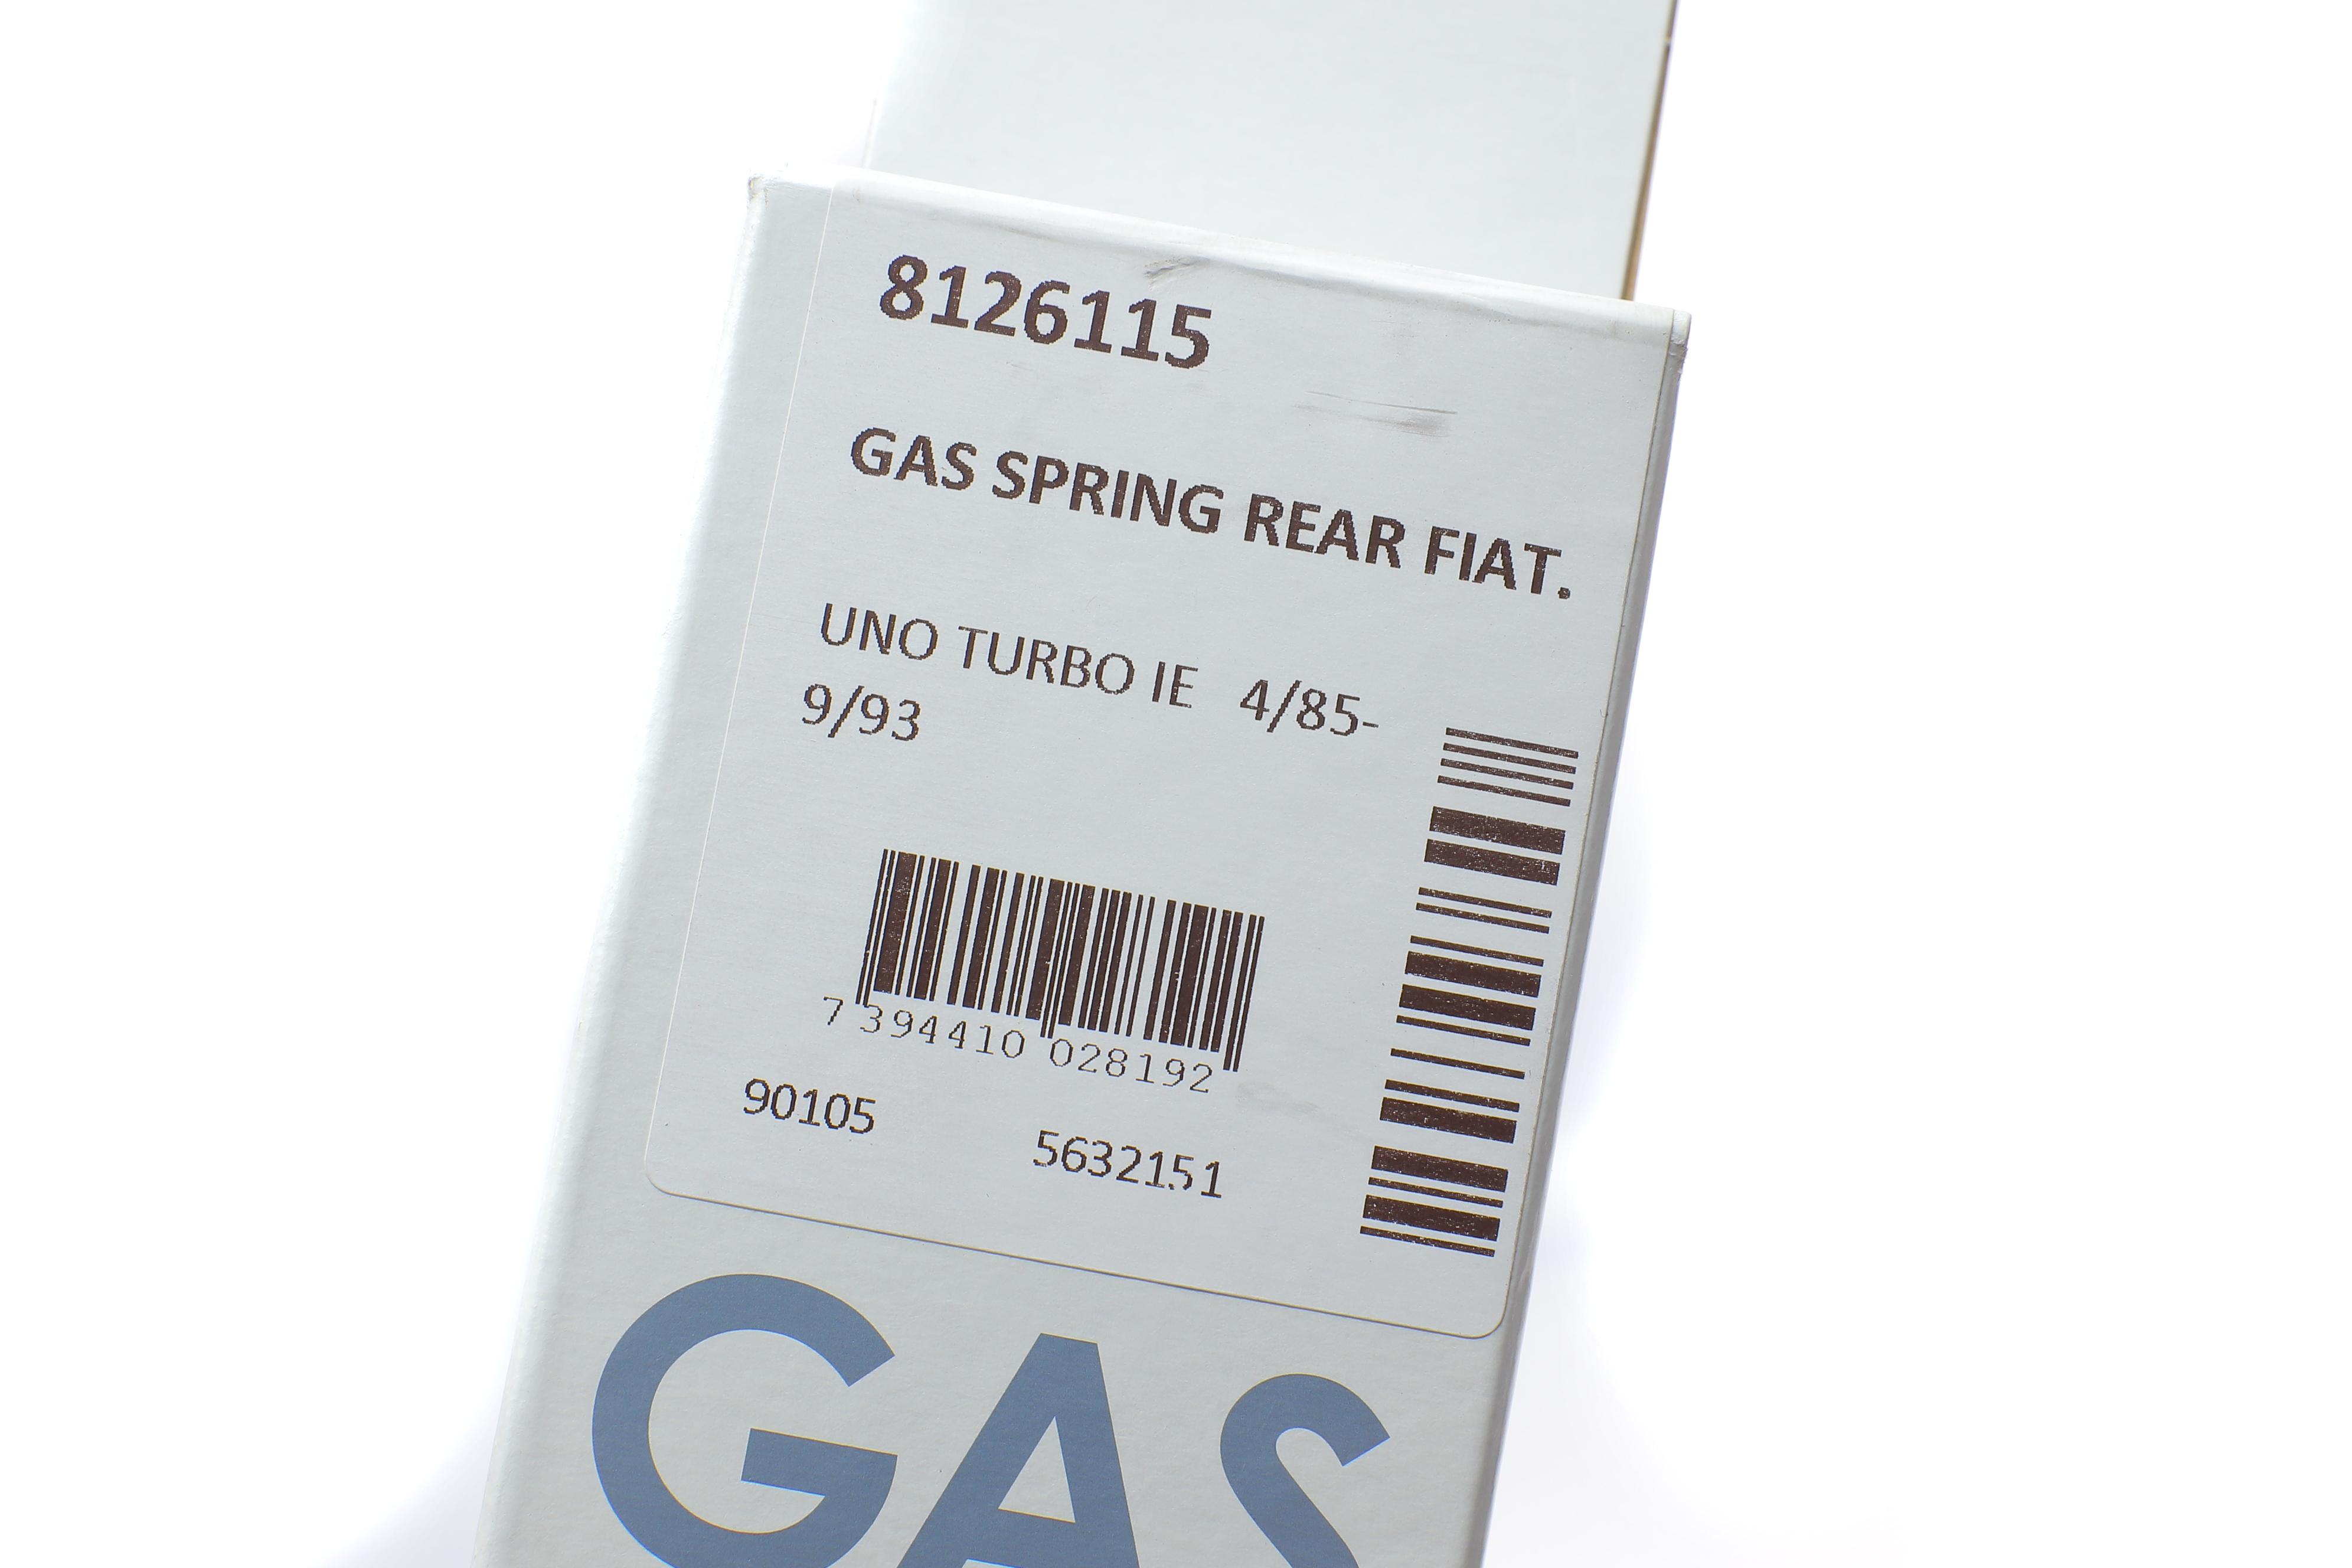 8126115
GAS SPRING REAR FIAT.
UNO TURBO IE 4/85-
9/93
7 394410 028192
90105 5632151
GAS